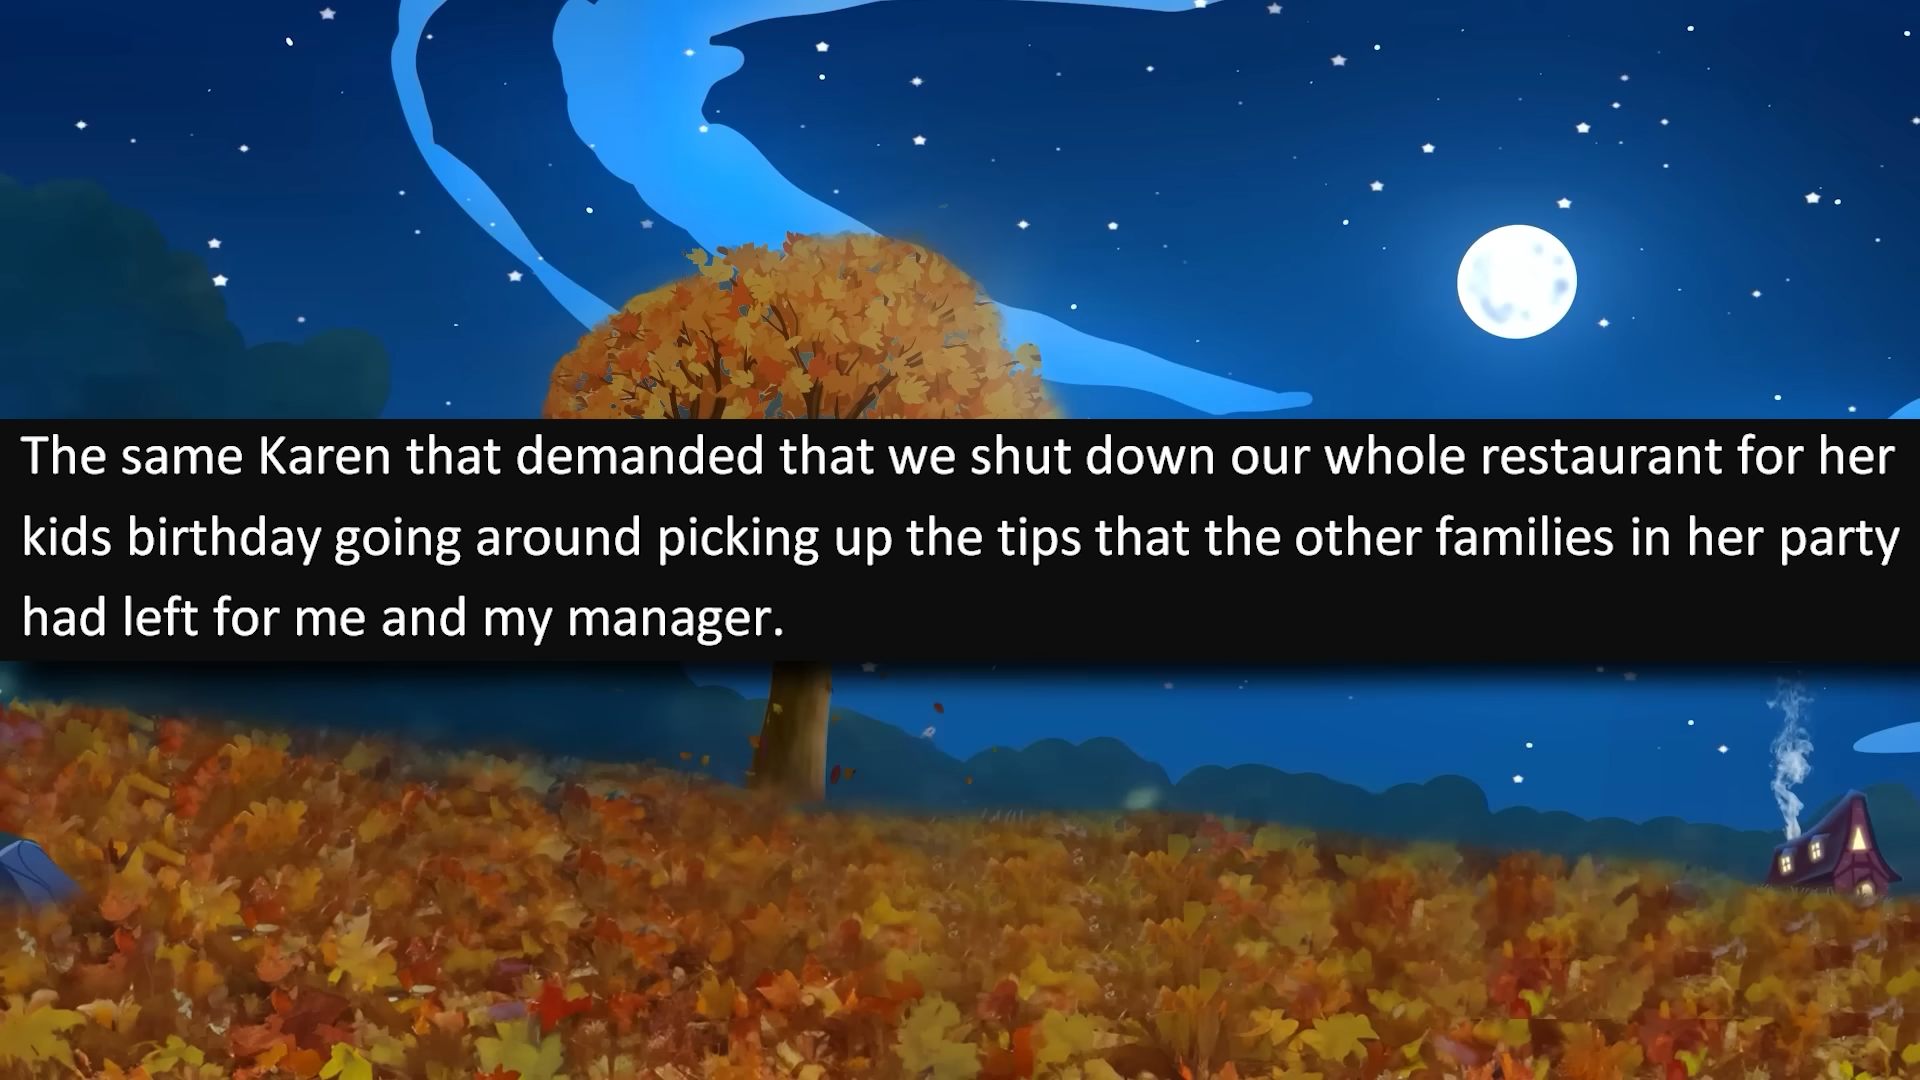 The same Karen that demanded that we shut down our whole restaurant for her
kids birthday going around picking up the tips that the other families in her party
had left for me and my manager.